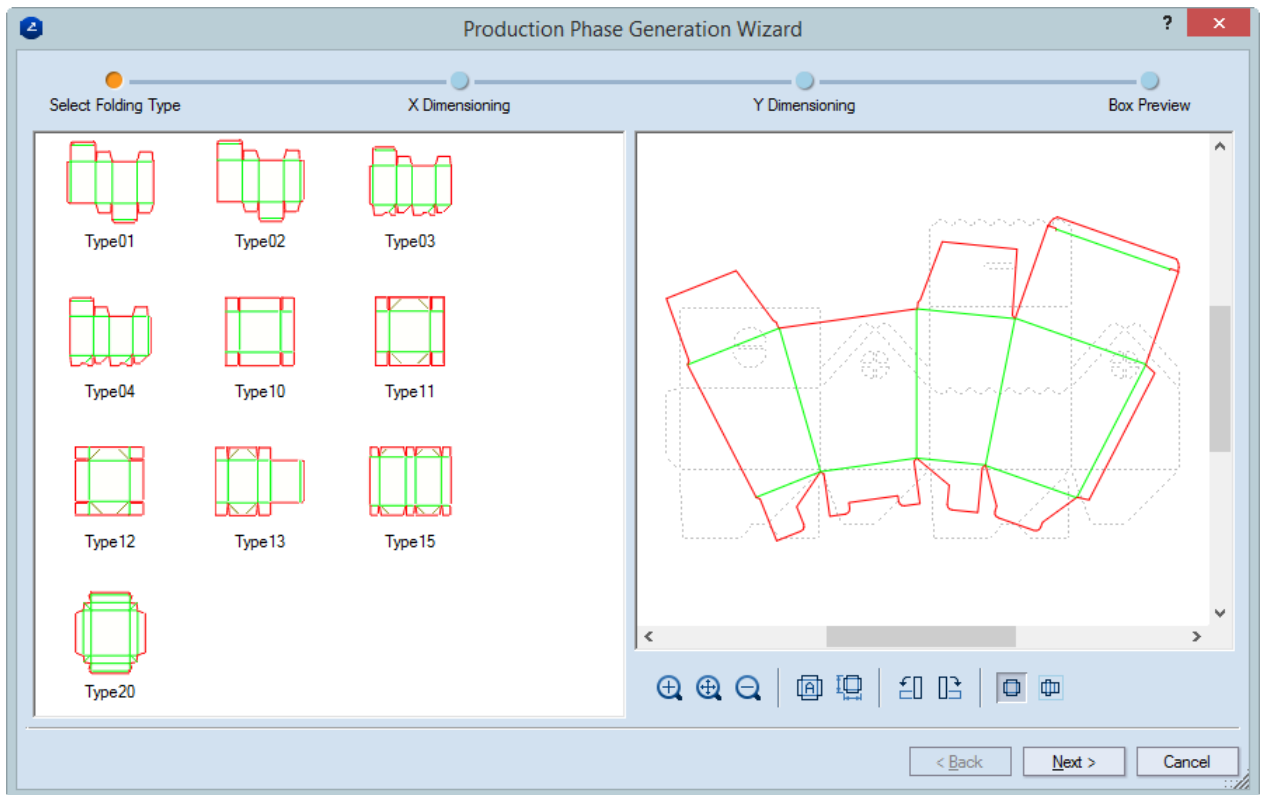 Production Phase Generation Wizard
?
Select Folding Type
X Dimensioning
Y Dimensioning
Box Preview
Type01
Type02
Type03
Type04
Type10
Type11
Type12
Type13
Type15
Type20
A
< Back
Next >
Cancel